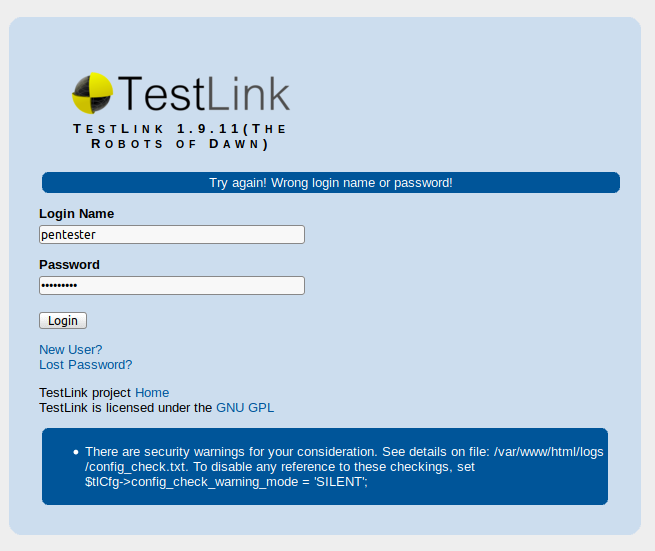 TestLink
TESTLINK 1.9.11(THE
ROBOTS OF DAWN)
Try again! Wrong login name or password!
Login Name
pentester
Password
•••••••••
Login
New User?
Lost Password?
TestLink project Home
TestLink is licensed under the GNU GPL
• There are security warnings for your consideration. See details on file: /var/www/html/logs
/config_check.txt. To disable any reference to these checkings, set
$tlCfg->config_check_warning_mode = 'SILENT';